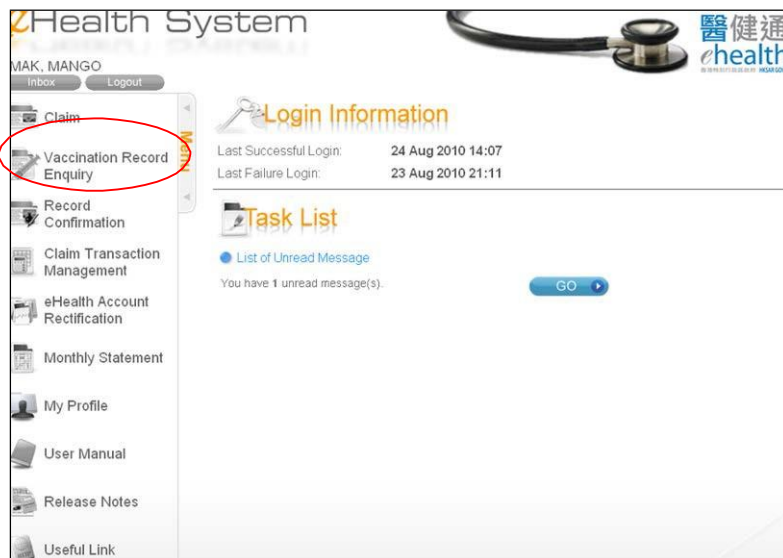 eHealth System
醫健通
ehealth
MAK, MANGO
Inbox
Logout
Menu
Claim
Vaccination Record
Enquiry
Record
Confirmation
Claim Transaction
Management
eHealth Account
Rectification
Monthly Statement
My Profile
User Manual
Release Notes
Useful Link
Login Information
Last Successful Login: 24 Aug 2010 14:07
Last Failure Login: 23 Aug 2010 21:11
Task List
List of Unread Message
You have 1 unread message(s).
GO